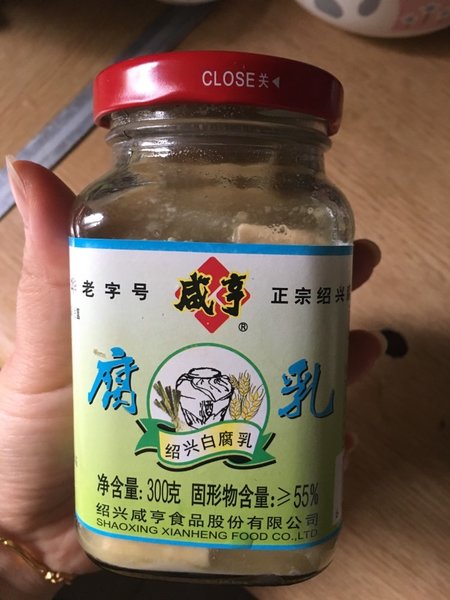 CLOSE关
老字号 咸亨 正宗绍兴
®
腐乳
绍兴白腐乳
净含量:300克 固形物含量:≥55%
绍兴咸亨食品股份有限公司
SHAOXING XIANHENG FOOD CO.,LTD